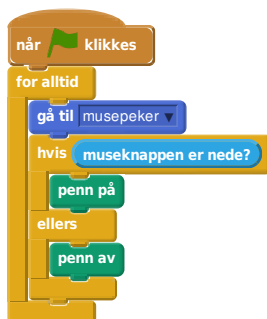 når klikkes
for alltid
gå til musepeker
hvis museknappen er nede?
penn på
ellers
penn av